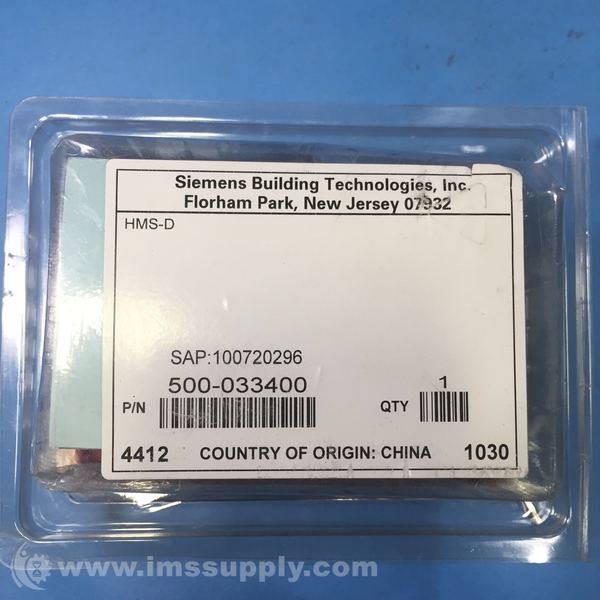 Siemens Building Technologies, Inc.
Florham Park, New Jersey 07932
HMS-D
SAP:100720296
500-033400
1
P/N
QTY
4412
COUNTRY OF ORIGIN: CHINA
1030
www.imssupply.com